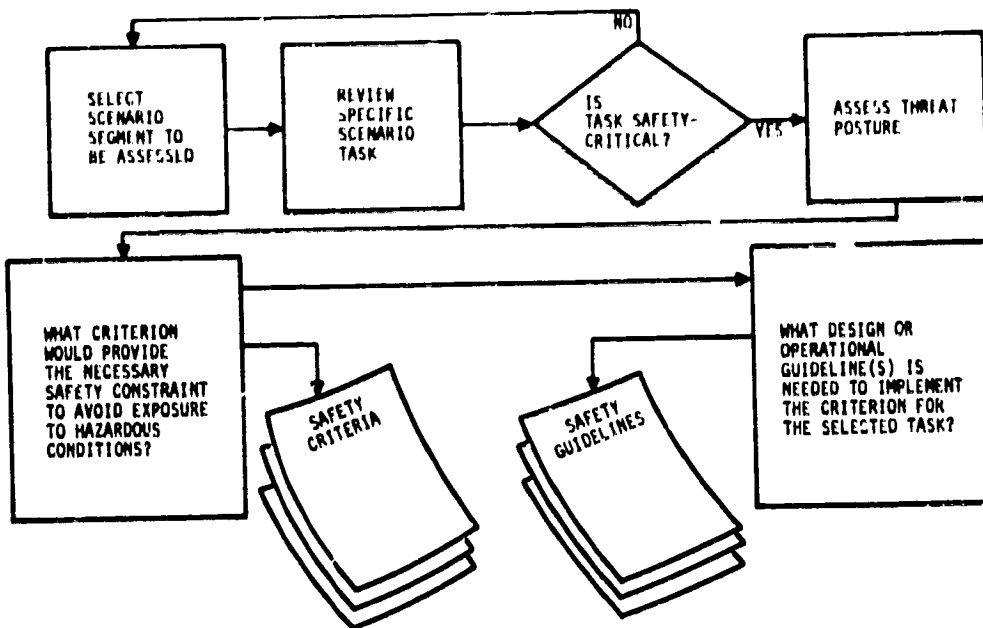 NO
SELECT
SCENARIO
SEGMENT TO
BE ASSESSED
REVIEW
SPECIFIC
SCENARIO
TASK
IS
TASK SAFETY-
CRITICAL?
YES
ASSESS THREAT
POSTURE
WHAT CRITERION
WOULD PROVIDE
THE NECESSARY
SAFETY CONSTRAINT
TO AVOID EXPOSURE
TO HAZARDOUS
CONDITIONS?
SAFETY
CRITERIA
SAFETY
GUIDELINES
WHAT DESIGN OR
OPERATIONAL
GUIDELINE(S) IS
NEEDED TO IMPLEMENT
THE CRITERION FOR
THE SELECTED TASK?